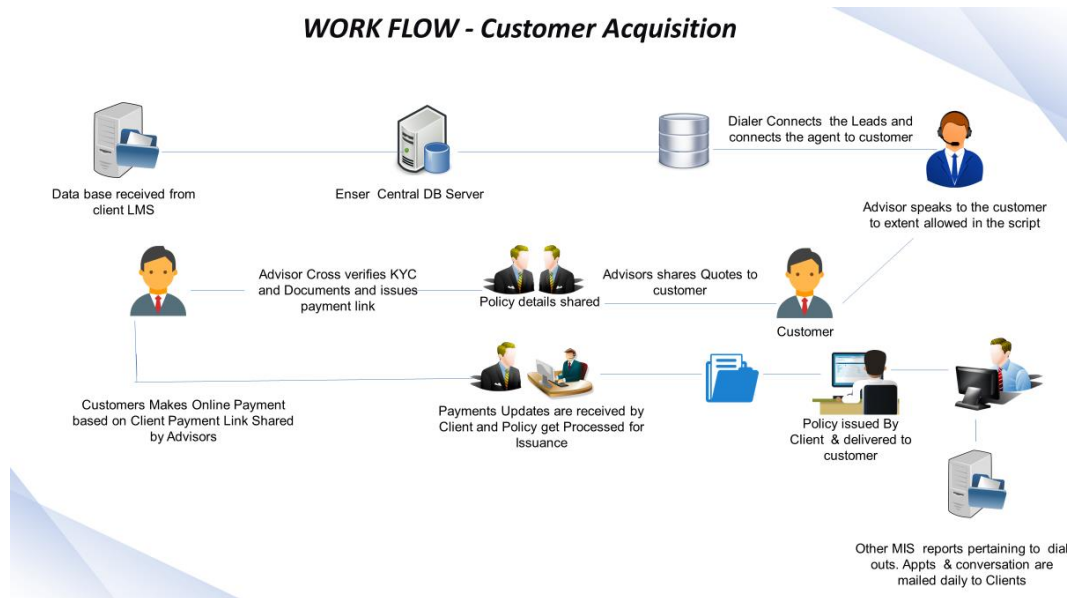 WORK FLOW - Customer Acquisition
Dialer Connects the Leads and
connects the agent to customer
Data base received from
client LMS
Enser Central DB Server
Advisor speaks to the customer
to extent allowed in the script
Advisor Cross verifies KYC
and Documents and issues
payment link
Policy details shared
Advisors shares Quotes to
customer
Customer
Customers Makes Online Payment
based on Client Payment Link Shared
by Advisors
Payments Updates are received by
Client and Policy get Processed for
Issuance
Policy issued By
Client & delivered to
customer
Other MIS reports pertaining to dial
outs. Appts & conversation are
mailed daily to Clients